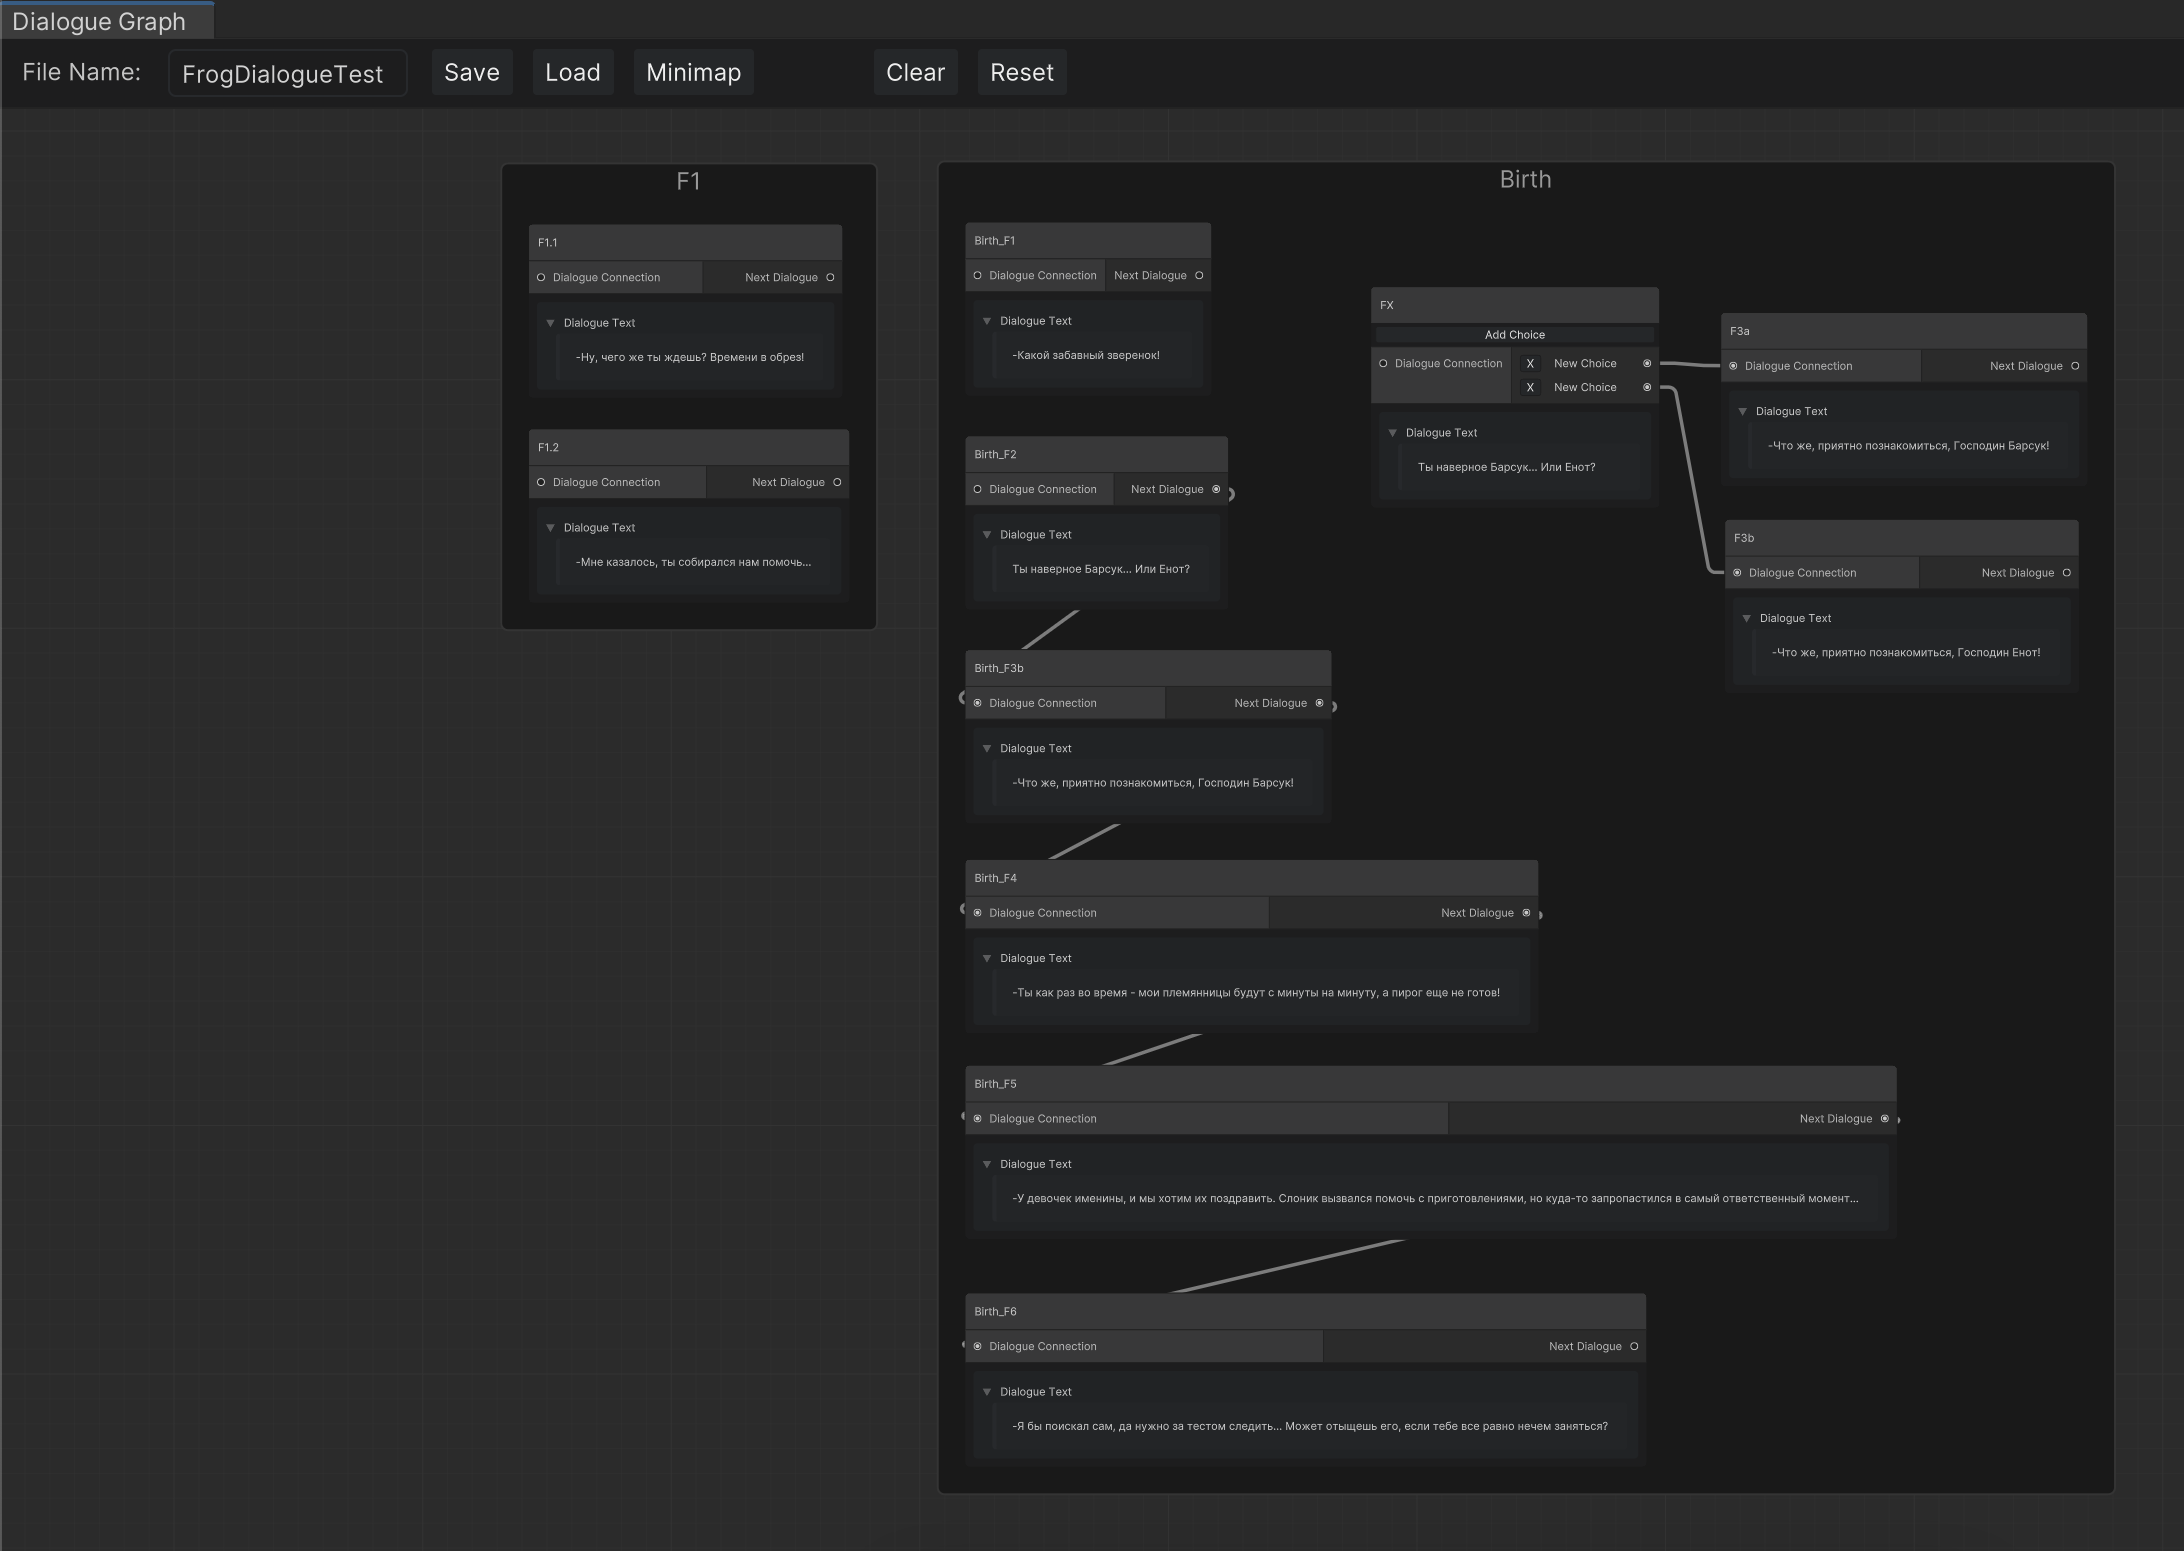 Dialogue Graph
File Name: FrogDialogueTest Save Load Minimap Clear Reset
F1
F1.1
Dialogue Connection Next Dialogue
Dialogue Text
-Ну, чего же ты ждешь? Времени в обрез!
F1.2
Dialogue Connection Next Dialogue
Dialogue Text
-Мне казалось, ты собирался нам помочь...
Birth
Birth_F1
Dialogue Connection Next Dialogue
Dialogue Text
-Какой забавный зверенок!
Birth_F2
Dialogue Connection Next Dialogue
Dialogue Text
Ты наверное Барсук... Или Енот?
Birth_F3b
Dialogue Connection Next Dialogue
Dialogue Text
-Что же, приятно познакомиться, Господин Барсук!
Birth_F4
Dialogue Connection Next Dialogue
Dialogue Text
-Ты как раз во время - мои племянницы будут с минуты на минуту, а пирог еще не готов!
Birth_F5
Dialogue Connection Next Dialogue
Dialogue Text
-У девочек именины, и мы хотим их поздравить. Слоник вызвался помочь с приготовлениями, но куда-то запропастился в самый ответственный момент...
Birth_F6
Dialogue Connection Next Dialogue
Dialogue Text
-Я бы поискал сам, да нужно за тестом следить... Может отыщешь его, если тебе все равно нечем заняться?
FX
Add Choice
Dialogue Connection X New Choice
X New Choice
Dialogue Text
Ты наверное Барсук... Или Енот?
F3a
Dialogue Connection Next Dialogue
Dialogue Text
-Что же, приятно познакомиться, Господин Барсук!
F3b
Dialogue Connection Next Dialogue
Dialogue Text
-Что же, приятно познакомиться, Господин Енот!